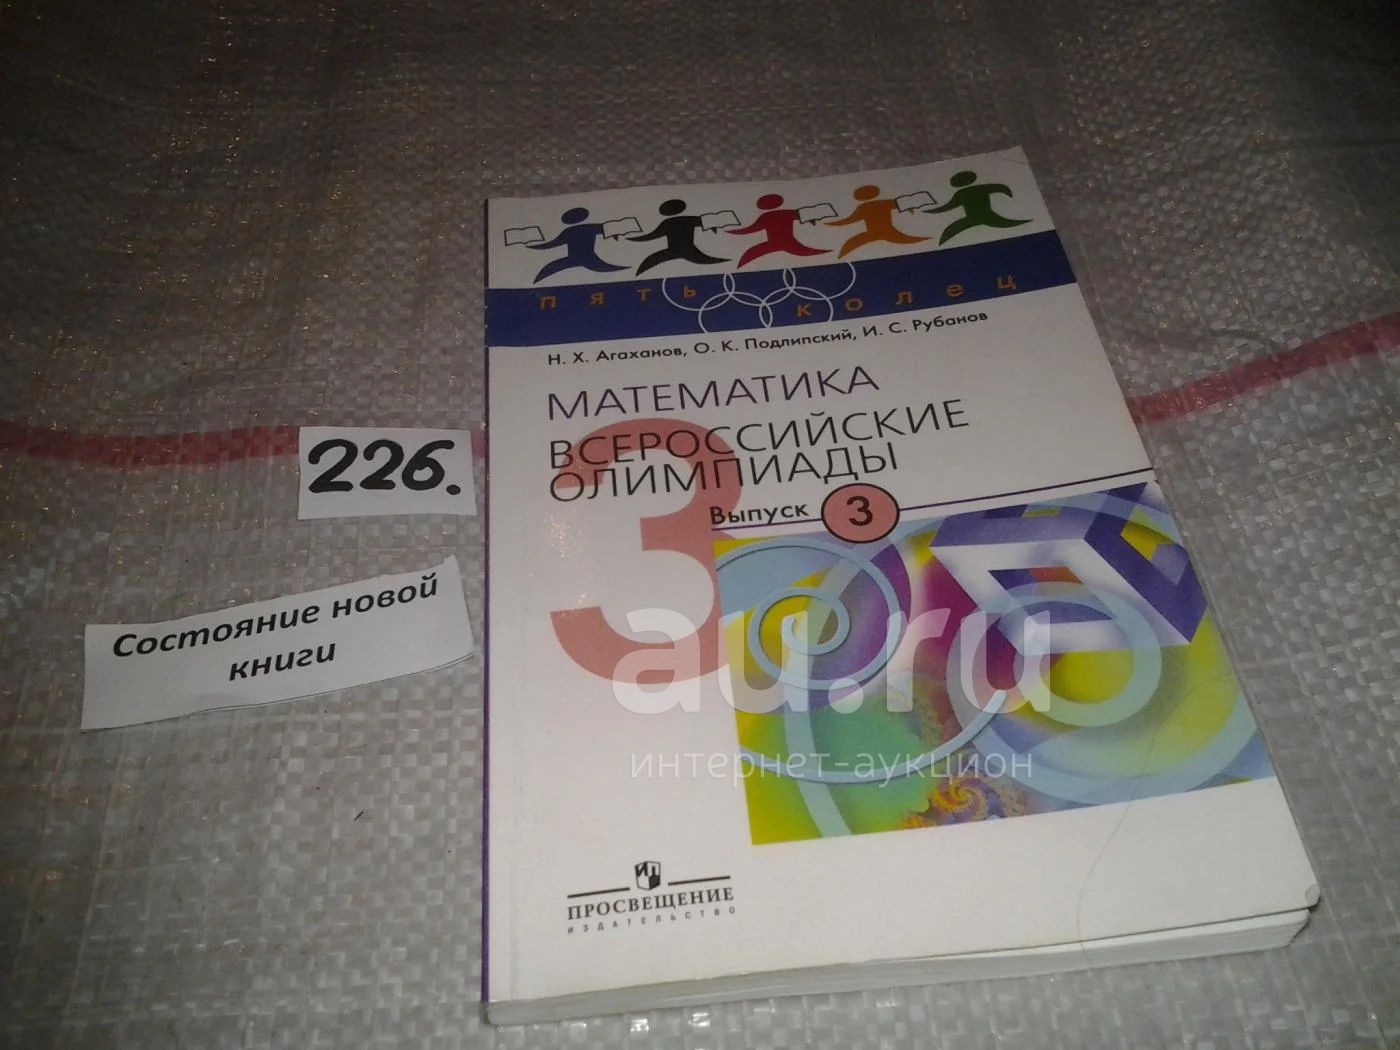 пять колец
Н. Х. Агаханов, О. К. Подлипский, И. С. Рубанов
МАТЕМАТИКА
ВСЕРОССИЙСКИЕ
ОЛИМПИАДЫ
Выпуск 3
3
226.
Состояние новой
книги
au.ru
интернет-аукцион
ИП
ПРОСВЕЩЕНИЕ
ИЗДАТЕЛЬСТВО